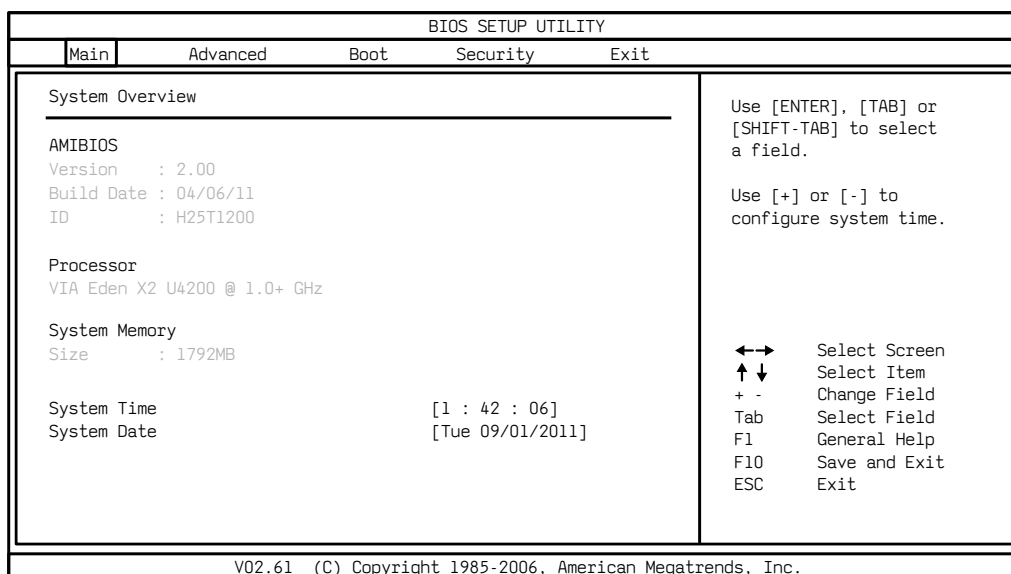 BIOS SETUP UTILITY
Main Advanced Boot Security Exit
System Overview
AMIBIOS
Version : 2.00
Build Date : 04/06/11
ID : H25T1200
Processor
VIA Eden X2 U4200 @ 1.0+ GHz
System Memory
Size : 1792MB
System Time [1 : 42 : 06]
System Date [Tue 09/01/2011]
Use [ENTER], [TAB] or
[SHIFT-TAB] to select
a field.
Use [+] or [-] to
configure system time.
←→ Select Screen
↑↓ Select Item
+ - Change Field
Tab Select Field
F1 General Help
F10 Save and Exit
ESC Exit
V02.61 (C) Copyright 1985-2006, American Megatrends, Inc.